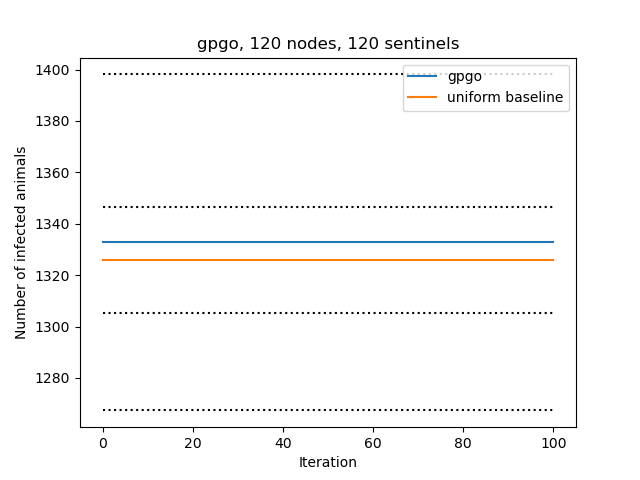 gpgo, 120 nodes, 120 sentinels
gpgo
uniform baseline
Number of infected animals
1400
1380
1360
1340
1320
1300
1280
0 20 40 60 80 100
Iteration